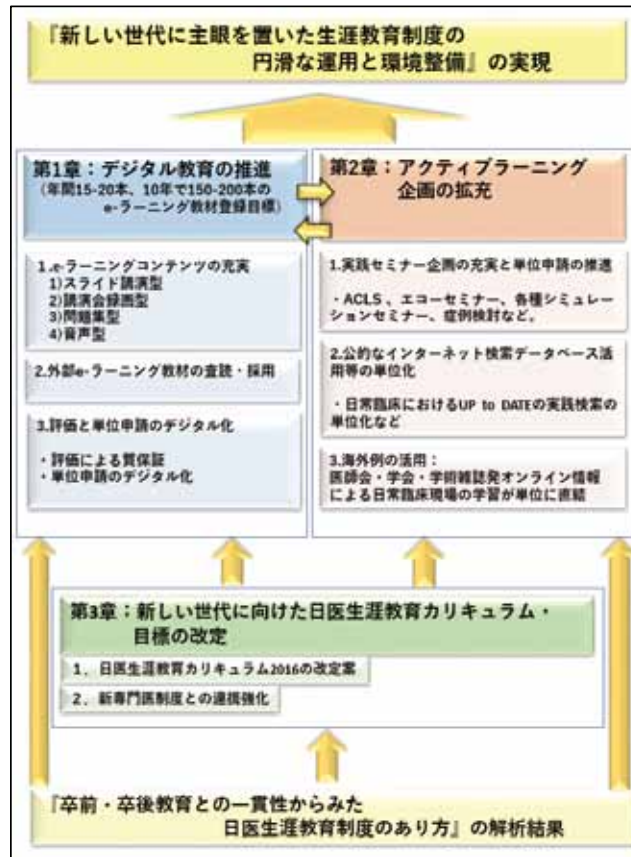 『新しい世代に主眼を置いた生涯教育制度の
円滑な運用と環境整備』の実現
第1章：デジタル教育の推進
(年間15-20本、10年で150-200本の
e-ラーニング教材登録目標)
1.e-ラーニングコンテンツの充実
1)スライド講演型
2)講演会録画型
3)問題集型
4)音声型
2.外部e-ラーニング教材の査読・採用
3.評価と単位申請のデジタル化
・評価による質保証
・単位申請のデジタル化
第2章：アクティブラーニング
企画の拡充
1.実践セミナー企画の充実と単位申請の推進
・ACLS、エコーセミナー、各種シミュレー
ションセミナー、症例検討など。
2.公的なインターネット検索データベース活
用等の単位化
・日常臨床におけるUP to DATEの実践検索の
単位化など
3.海外例の活用：
医師会・学会・学術雑誌発オンライン情報
による日常臨床現場の学習が単位に直結
第3章：新しい世代に向けた日医生涯教育カリキュラム・
目標の改定
1．日医生涯教育カリキュラム2016の改定案
2．新専門医制度との連携強化
『卒前・卒後教育との一貫性からみた
日医生涯教育制度のあり方』の解析結果